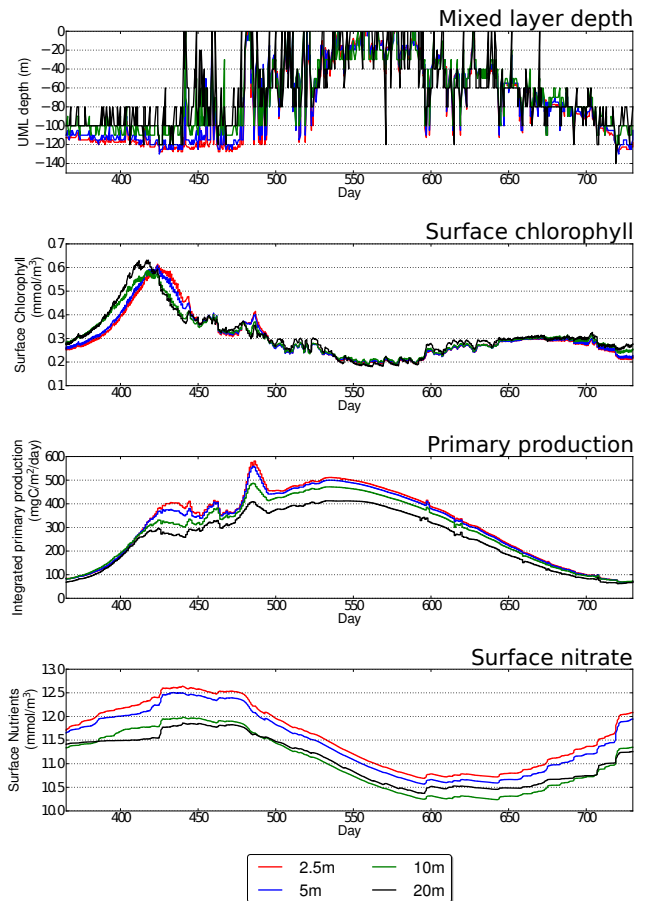 Mixed layer depth
0
−20
−40
−60
−80
−100
−120
−140
UML depth (m)
400 450 500 550 600 650 700
Day
Surface chlorophyll
0.7
0.6
0.5
0.4
0.3
0.2
0.1
Surface Chlorophyll
(mmol/m³)
400 450 500 550 600 650 700
Day
Primary production
600
500
400
300
200
100
0
Integrated primary production
(mgC/m²/day)
400 450 500 550 600 650 700
Day
Surface nitrate
13.0
12.5
12.0
11.5
11.0
10.5
10.0
Surface Nutrients
(mmol/m³)
400 450 500 550 600 650 700
Day
2.5m 10m
5m 20m